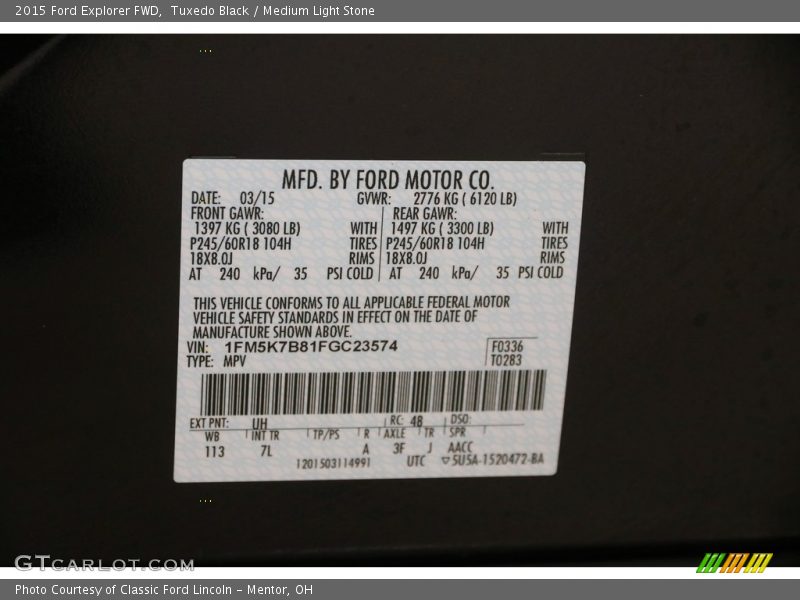 2015 Ford Explorer FWD,  Tuxedo Black / Medium Light Stone
MFD. BY FORD MOTOR CO.
DATE: 03/15 GVWR: 2776 KG ( 6120 LB)
FRONT GAWR: REAR GAWR:
1397 KG ( 3080 LB) WITH 1497 KG ( 3300 LB) WITH
P245/60R18 104H TIRES P245/60R18 104H TIRES
18X8.0J RIMS 18X8.0J RIMS
AT 240 kPa/ 35 PSI COLD AT 240 kPa/ 35 PSI COLD
THIS VEHICLE CONFORMS TO ALL APPLICABLE FEDERAL MOTOR
VEHICLE SAFETY STANDARDS IN EFFECT ON THE DATE OF
MANUFACTURE SHOWN ABOVE.
VIN: 1FM5K7B81FGC23574 F0336
TYPE: MPV T0283
EXT PNT: UH RC: 48 DSO:
WB INT TR TP/PS R AXLE TR SPR
113 7L A 3F J AACC
1201503114991 UTC ▽5U5A-1520472-BA
GTCARLOT.COM
Photo Courtesy of Classic Ford Lincoln - Mentor, OH